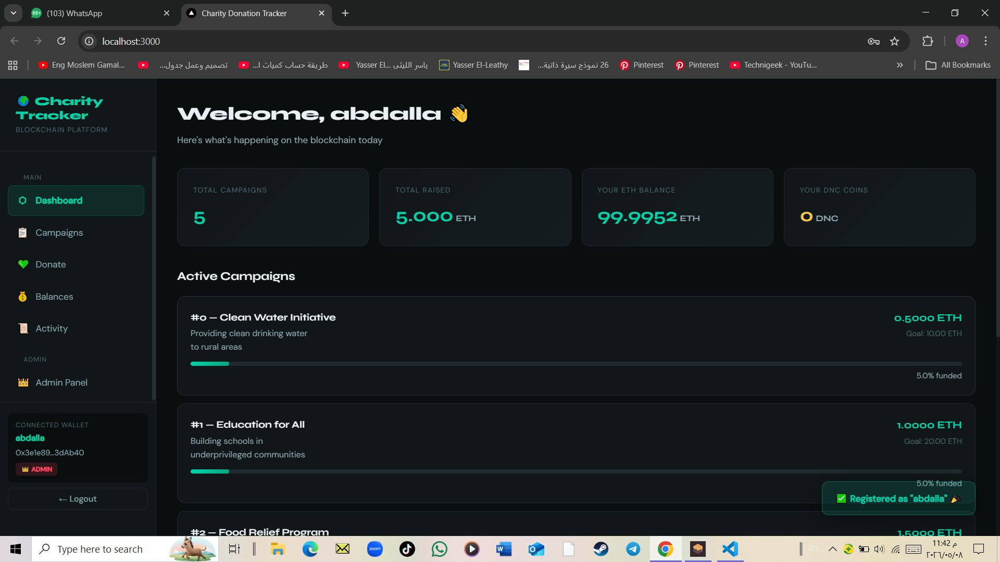 (103) WhatsApp
Charity Donation Tracker
localhost:3000
A
Eng Moslem Gamal...
تصميم وعمل جدول...
طريقة حساب كميات ا...
ياسر الليثى ...Yasser El
Yasser El-Leathy
26 نموذج سيرة ذاتية...
Pinterest
Pinterest
Technigeek - YouTu...
All Bookmarks
Charity
Tracker
BLOCKCHAIN PLATFORM
MAIN
Dashboard
Campaigns
Donate
Balances
Activity
ADMIN
Admin Panel
CONNECTED WALLET
abdalla
0x3e1e89...3dAb40
ADMIN
← Logout
Welcome, abdalla 👋
Here's what's happening on the blockchain today
TOTAL CAMPAIGNS
5
TOTAL RAISED
5.000 ETH
YOUR ETH BALANCE
99.9952 ETH
YOUR DNC COINS
0 DNC
Active Campaigns
#0 — Clean Water Initiative
Providing clean drinking water
to rural areas
0.5000 ETH
Goal: 10.00 ETH
5.0% funded
#1 — Education for All
Building schools in
underprivileged communities
1.0000 ETH
Goal: 20.00 ETH
5.0% funded
✅ Registered as "abdalla" 🎉
#2 — Food Relief Program
1.5000 ETH
Type here to search
zoom
EN
11:42 م
٢٠٢٦/٠٥/٠٨